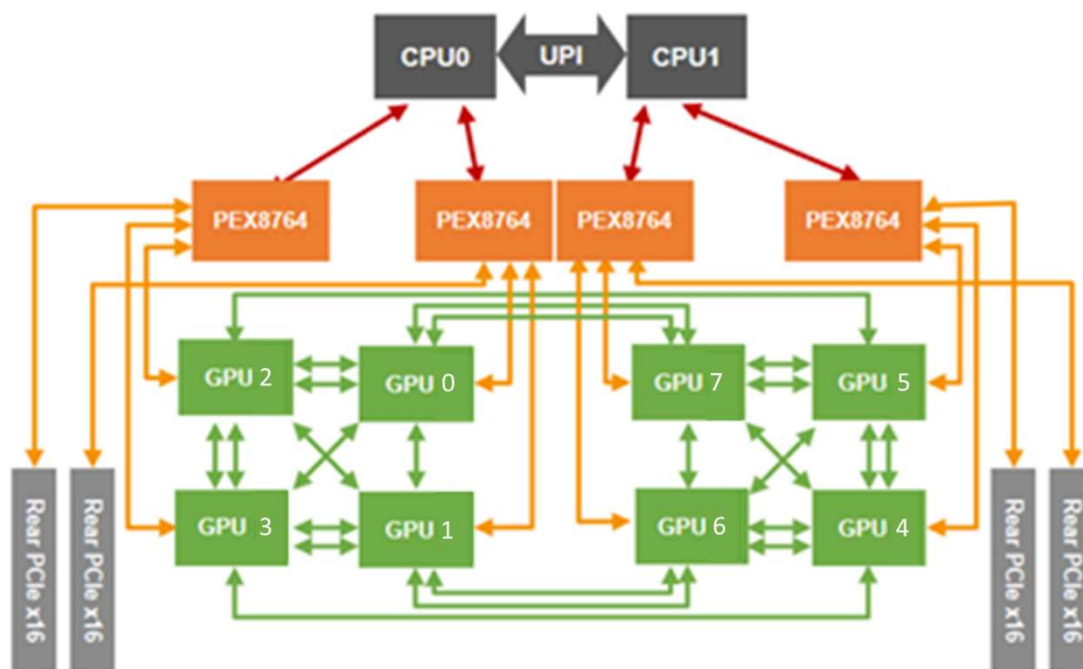 CPU0
UPI
CPU1
PEX8764
PEX8764
PEX8764
PEX8764
GPU 2
GPU 0
GPU 7
GPU 5
GPU 3
GPU 1
GPU 6
GPU 4
Rear PCIe x16
Rear PCIe x16
Rear PCIe x16
Rear PCIe x16